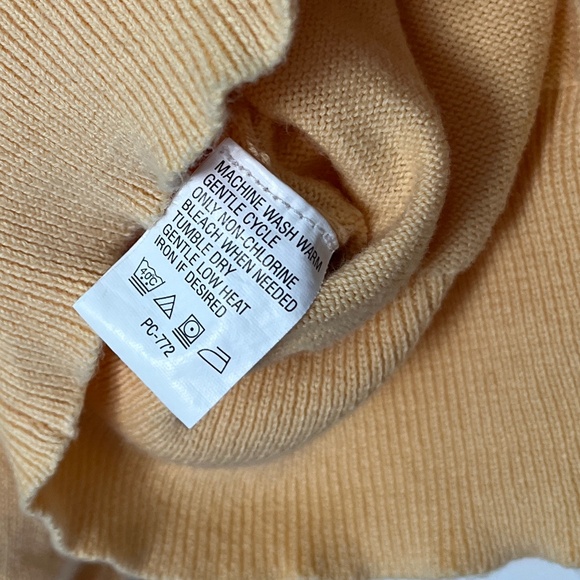 MACHINE WASH WARM
GENTLE CYCLE
ONLY NON-CHLORINE
BLEACH WHEN NEEDED
TUMBLE DRY
GENTLE LOW HEAT
IRON IF DESIRED
40C
PC-772